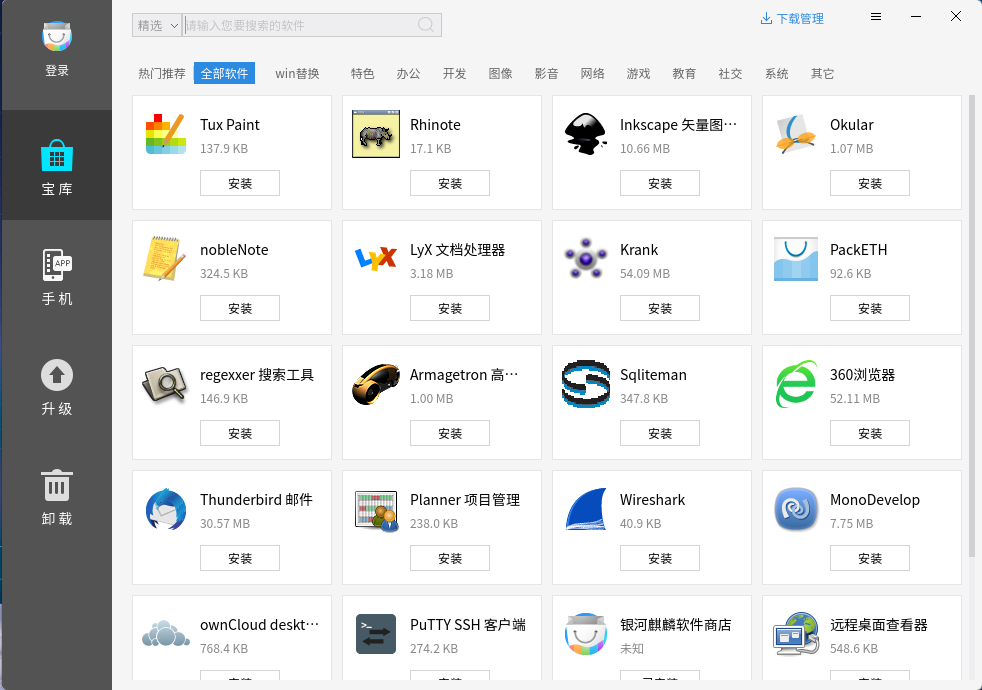 精选 请输入您要搜索的软件 下载管理
登录
热门推荐 全部软件 win替换 特色 办公 开发 图像 影音 网络 游戏 教育 社交 系统 其它
Tux Paint Rhinote Inkscape 矢量图… Okular
137.9 KB 17.1 KB 10.66 MB 1.07 MB
安装 安装 安装 安装
宝库
nobleNote LyX 文档处理器 Krank PackETH
324.5 KB 3.18 MB 54.09 MB 92.6 KB
APP
手机
安装 安装 安装 安装
regexxer 搜索工具 Armagetron 高… Sqliteman 360浏览器
146.9 KB 1.00 MB 347.8 KB 52.11 MB
升级
安装 安装 安装 安装
Thunderbird 邮件 Planner 项目管理 Wireshark MonoDevelop
30.57 MB 238.0 KB 40.9 KB 7.75 MB
卸载
安装 安装 安装 安装
ownCloud deskt… PuTTY SSH 客户端 银河麒麟软件商店 远程桌面查看器
768.4 KB 274.2 KB 未知 548.6 KB